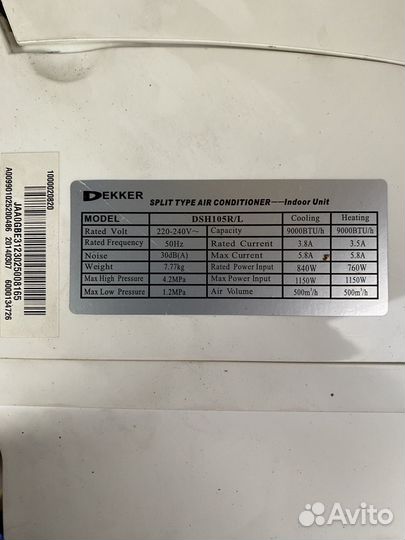 DEKKER
SPLIT TYPE AIR CONDITIONER——Indoor Unit
MODEL DSH105R/L Cooling Heating
Rated Volt 220-240V~ Capacity 9000BTU/h 9000BTU/h
Rated Frequency 50Hz Rated Current 3.8A 3.5A
Noise 30dB(A) Max Current 5.8A 5.8A
Weight 7.77kg Rated Power Input 840W 760W
Max High Pressure 4.2MPa Max Power Input 1150W 1150W
Max Low Pressure 1.2MPa Air Volume 500m³/h 500m³/h
1000020820
A099901025200486 20140307 6000134726
Avito